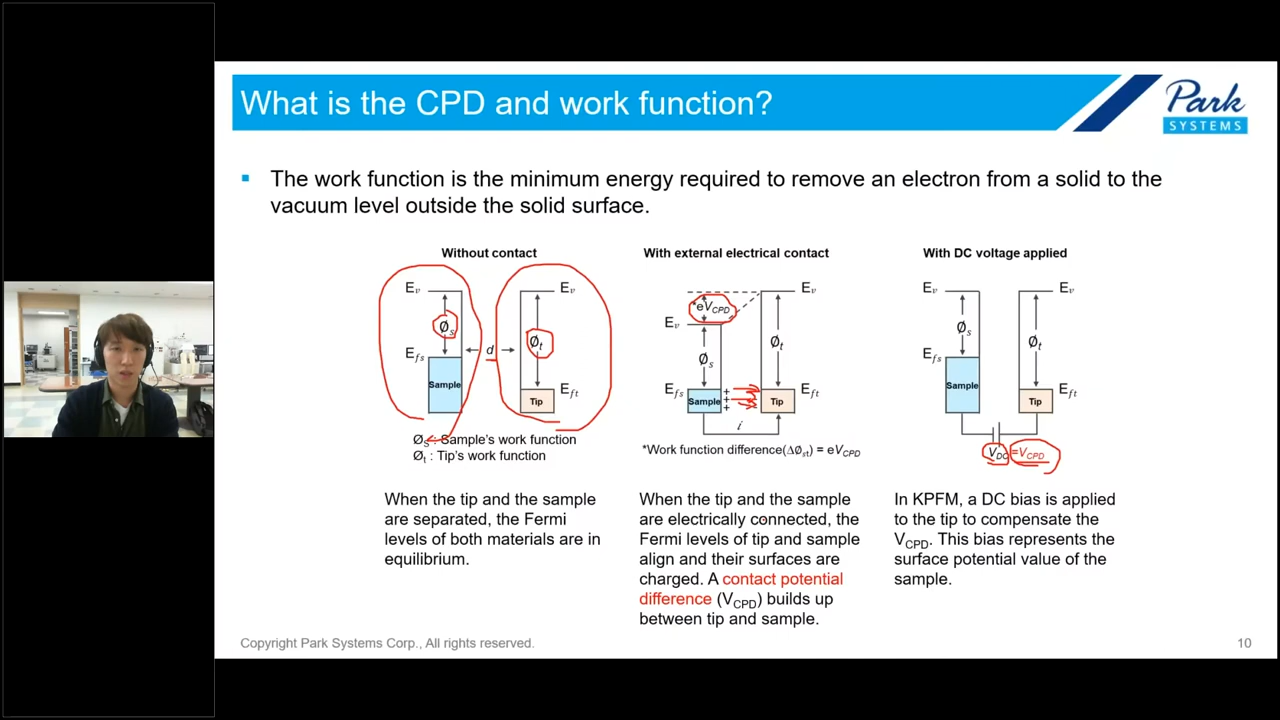 What is the CPD and work function?
Park
SYSTEMS
▪ The work function is the minimum energy required to remove an electron from a solid to the
vacuum level outside the solid surface.
Without contact
Ev
Øs
Efs
Sample
d
Ev
Øt
Eft
Tip
Øs : Sample's work function
Øt : Tip's work function
When the tip and the sample
are separated, the Fermi
levels of both materials are in
equilibrium.
With external electrical contact
*eVCPD
Ev
Øs
Efs
Sample
+
+
+
Ev
Øt
Eft
Tip
i
*Work function difference(ΔØst) = eVCPD
When the tip and the sample
are electrically connected, the
Fermi levels of tip and sample
align and their surfaces are
charged. A contact potential
difference (VCPD) builds up
between tip and sample.
With DC voltage applied
Ev
Øs
Efs
Sample
Ev
Øt
Eft
Tip
VDC=VCPD
In KPFM, a DC bias is applied
to the tip to compensate the
VCPD. This bias represents the
surface potential value of the
sample.
Copyright Park Systems Corp., All rights reserved.
10